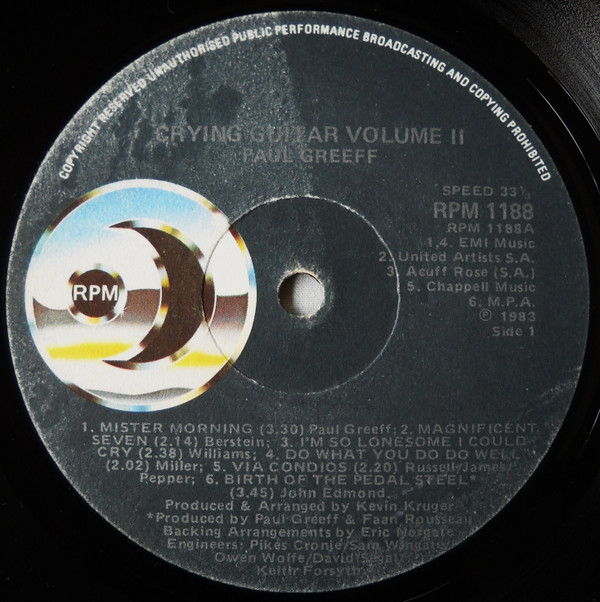 COPYRIGHT RESERVED UNAUTHORISED PUBLIC PERFORMANCE BROADCASTING AND COPYING PROHIBITED
CRYING GUITAR VOLUME II
PAUL GREEFF
SPEED 33⅓
RPM 1188
RPM 1188A
1,4. EMI Music
2. United Artists S.A.
3. Acuff Rose (S.A.)
5. Chappell Music
6. M.P.A.
℗ 1983
Side 1
RPM
1. MISTER MORNING (3.30) Paul Greeff; 2. MAGNIFICENT
SEVEN (2.14) Berstein; 3. I'M SO LONESOME I COULD
CRY (2.38) Williams; 4. DO WHAT YOU DO DO WELL*
(2.02) Miller; 5. VIA CONDIOS (2.20) Russell/James/
Pepper; 6. BIRTH OF THE PEDAL STEEL*
(3.45) John Edmond.
Produced & Arranged by Kevin Kruger
*Produced by Paul Greeff & Faan Rousseau
Backing Arrangements by Eric Norgate
Engineers: Pikes Cronje/Sam Wingate/
Owen Wolfe/David
Keith Forsyth